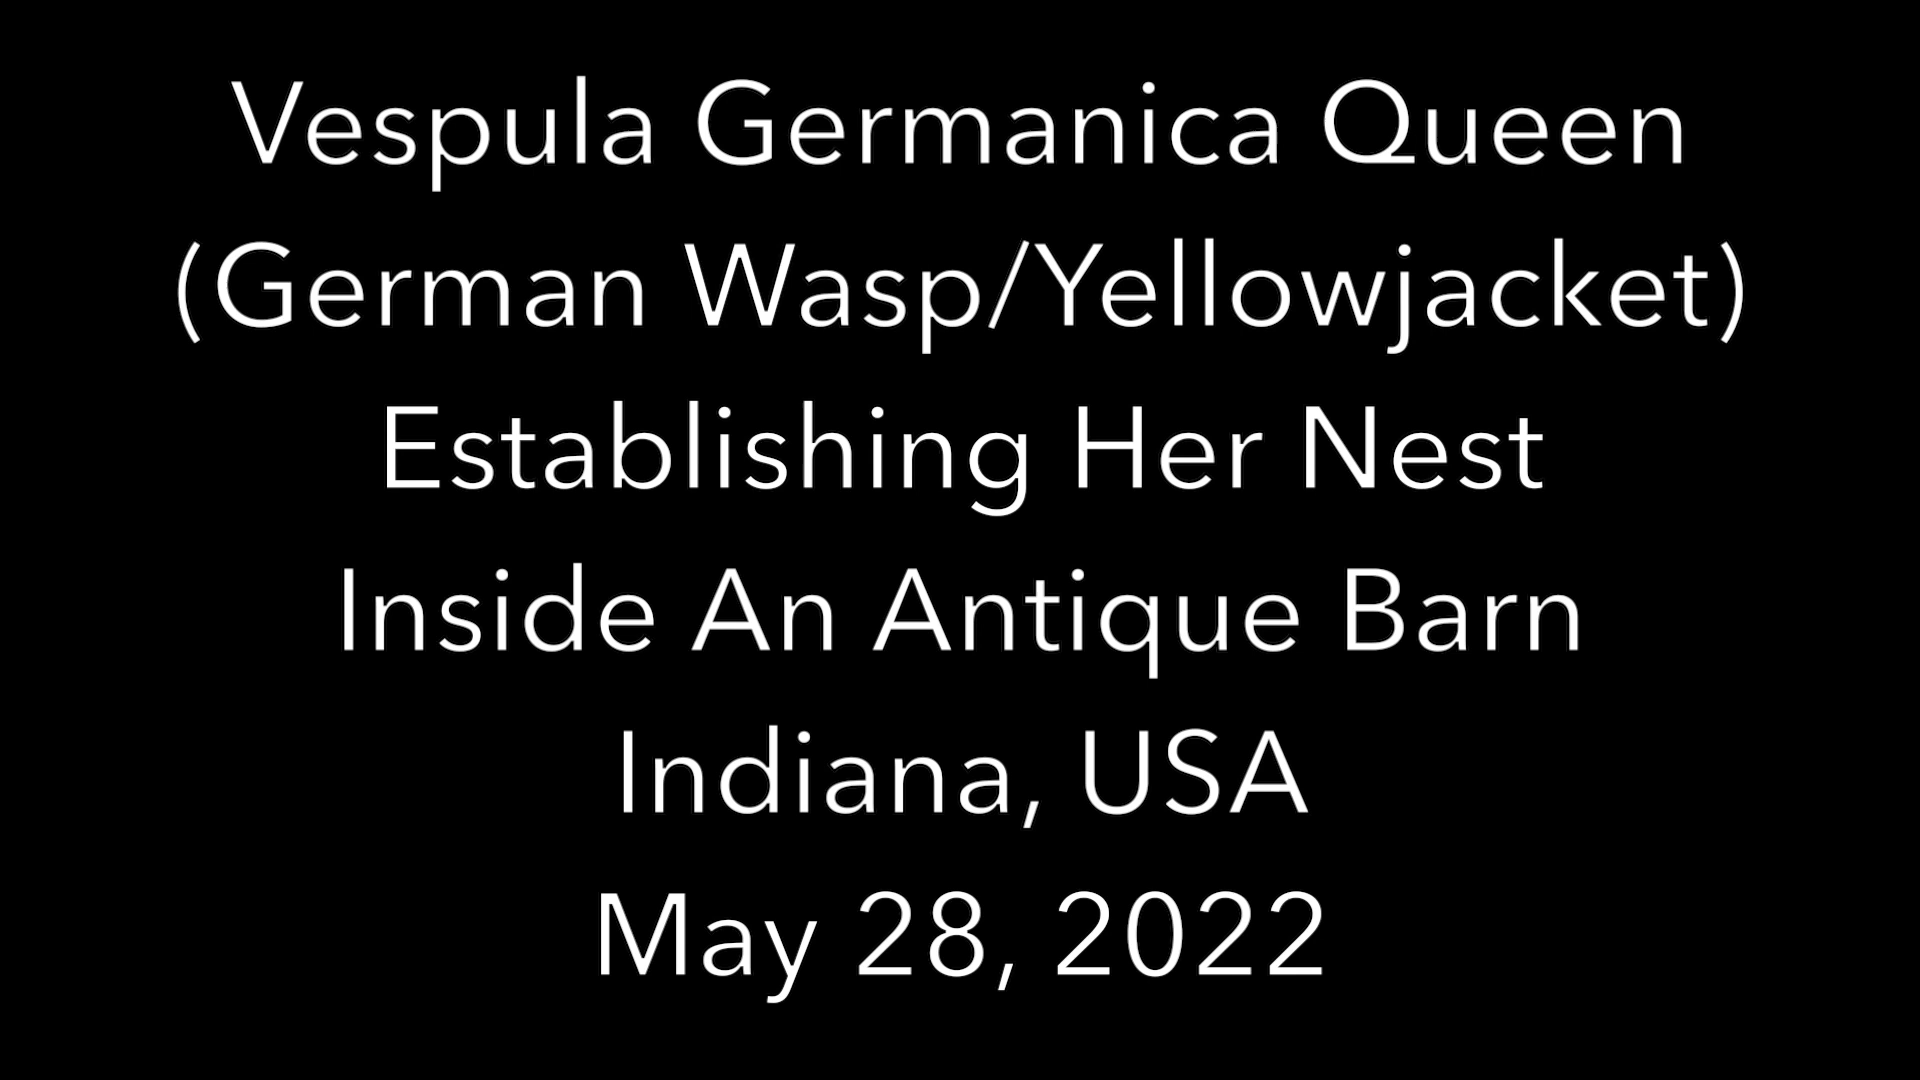 Vespula Germanica Queen
(German Wasp/Yellowjacket)
Establishing Her Nest
Inside An Antique Barn
Indiana, USA
May 28, 2022